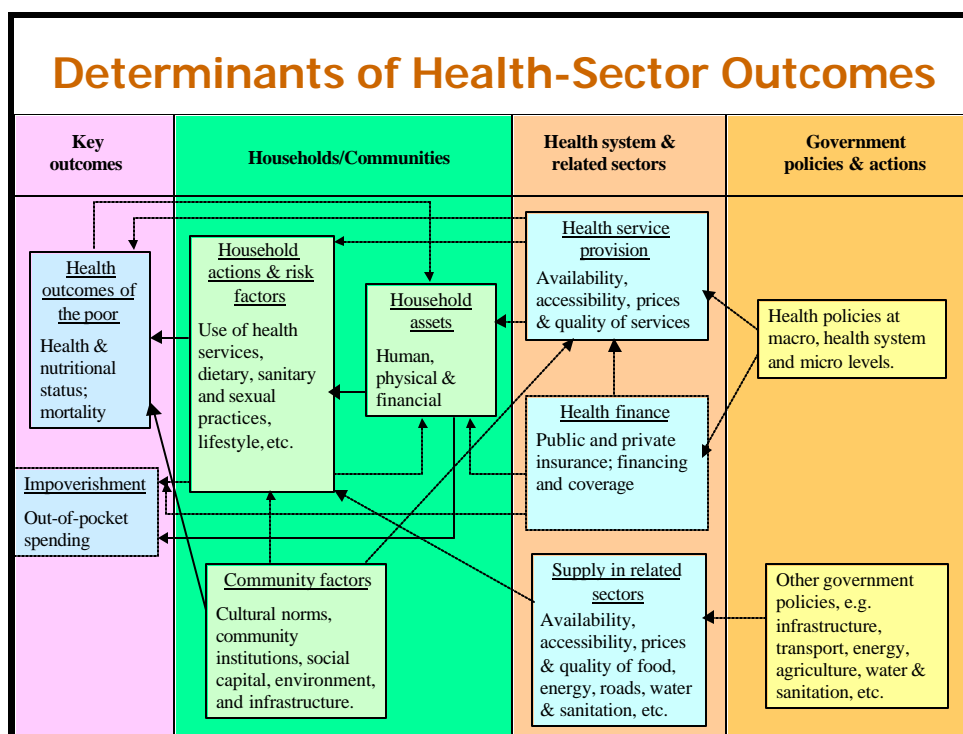 Determinants of Health-Sector Outcomes
Key
outcomes
Households/Communities
Health system &
related sectors
Government
policies & actions
Health
outcomes of
the poor
Health &
nutritional
status;
mortality
Impoverishment
Out-of-pocket
spending
Household
actions & risk
factors
Use of health
services,
dietary, sanitary
and sexual
practices,
lifestyle, etc.
Household
assets
Human,
physical &
financial
Community factors
Cultural norms,
community
institutions, social
capital, environment,
and infrastructure.
Health service
provision
Availability,
accessibility, prices
& quality of services
Health finance
Public and private
insurance; financing
and coverage
Supply in related
sectors
Availability,
accessibility, prices
& quality of food,
energy, roads, water
& sanitation, etc.
Health policies at
macro, health system
and micro levels.
Other government
policies, e.g.
infrastructure,
transport, energy,
agriculture, water &
sanitation, etc.